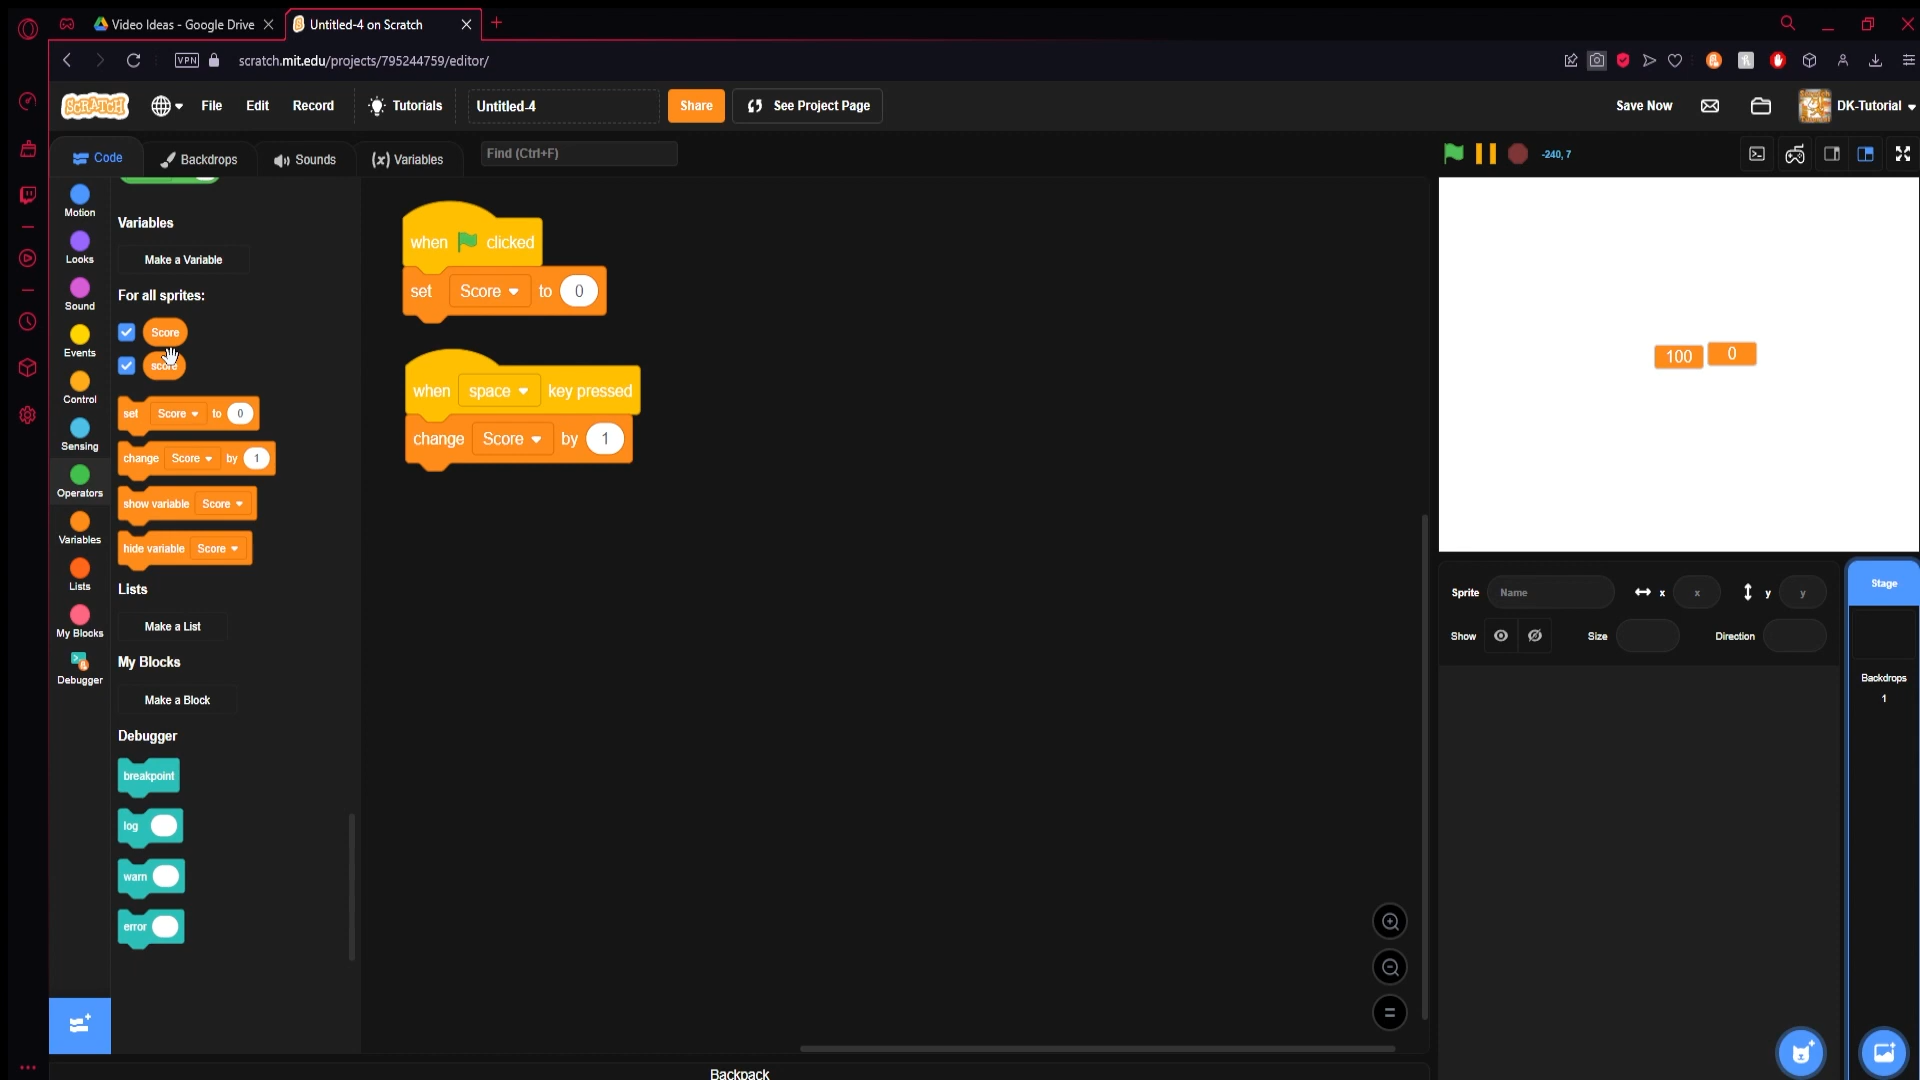 Video Ideas - Google Drive
Untitled-4 on Scratch
VPN
scratch.mit.edu/projects/795244759/editor/
SCRATCH
File
Edit
Record
Tutorials
Untitled-4
Share
See Project Page
Save Now
DK-Tutorial
Code
Backdrops
Sounds
(x) Variables
Find (Ctrl+F)
-240, 7
Motion
Looks
Sound
Events
Control
Sensing
Operators
Variables
Lists
My Blocks
Debugger
Variables
Make a Variable
For all sprites:
Score
score
set Score to 0
change Score by 1
show variable Score
hide variable Score
Lists
Make a List
My Blocks
Make a Block
Debugger
breakpoint
log
warn
error
when clicked
set Score to 0
when space key pressed
change Score by 1
Backpack
100
0
Sprite
Name
x
x
y
y
Show
Size
Direction
Stage
Backdrops
1